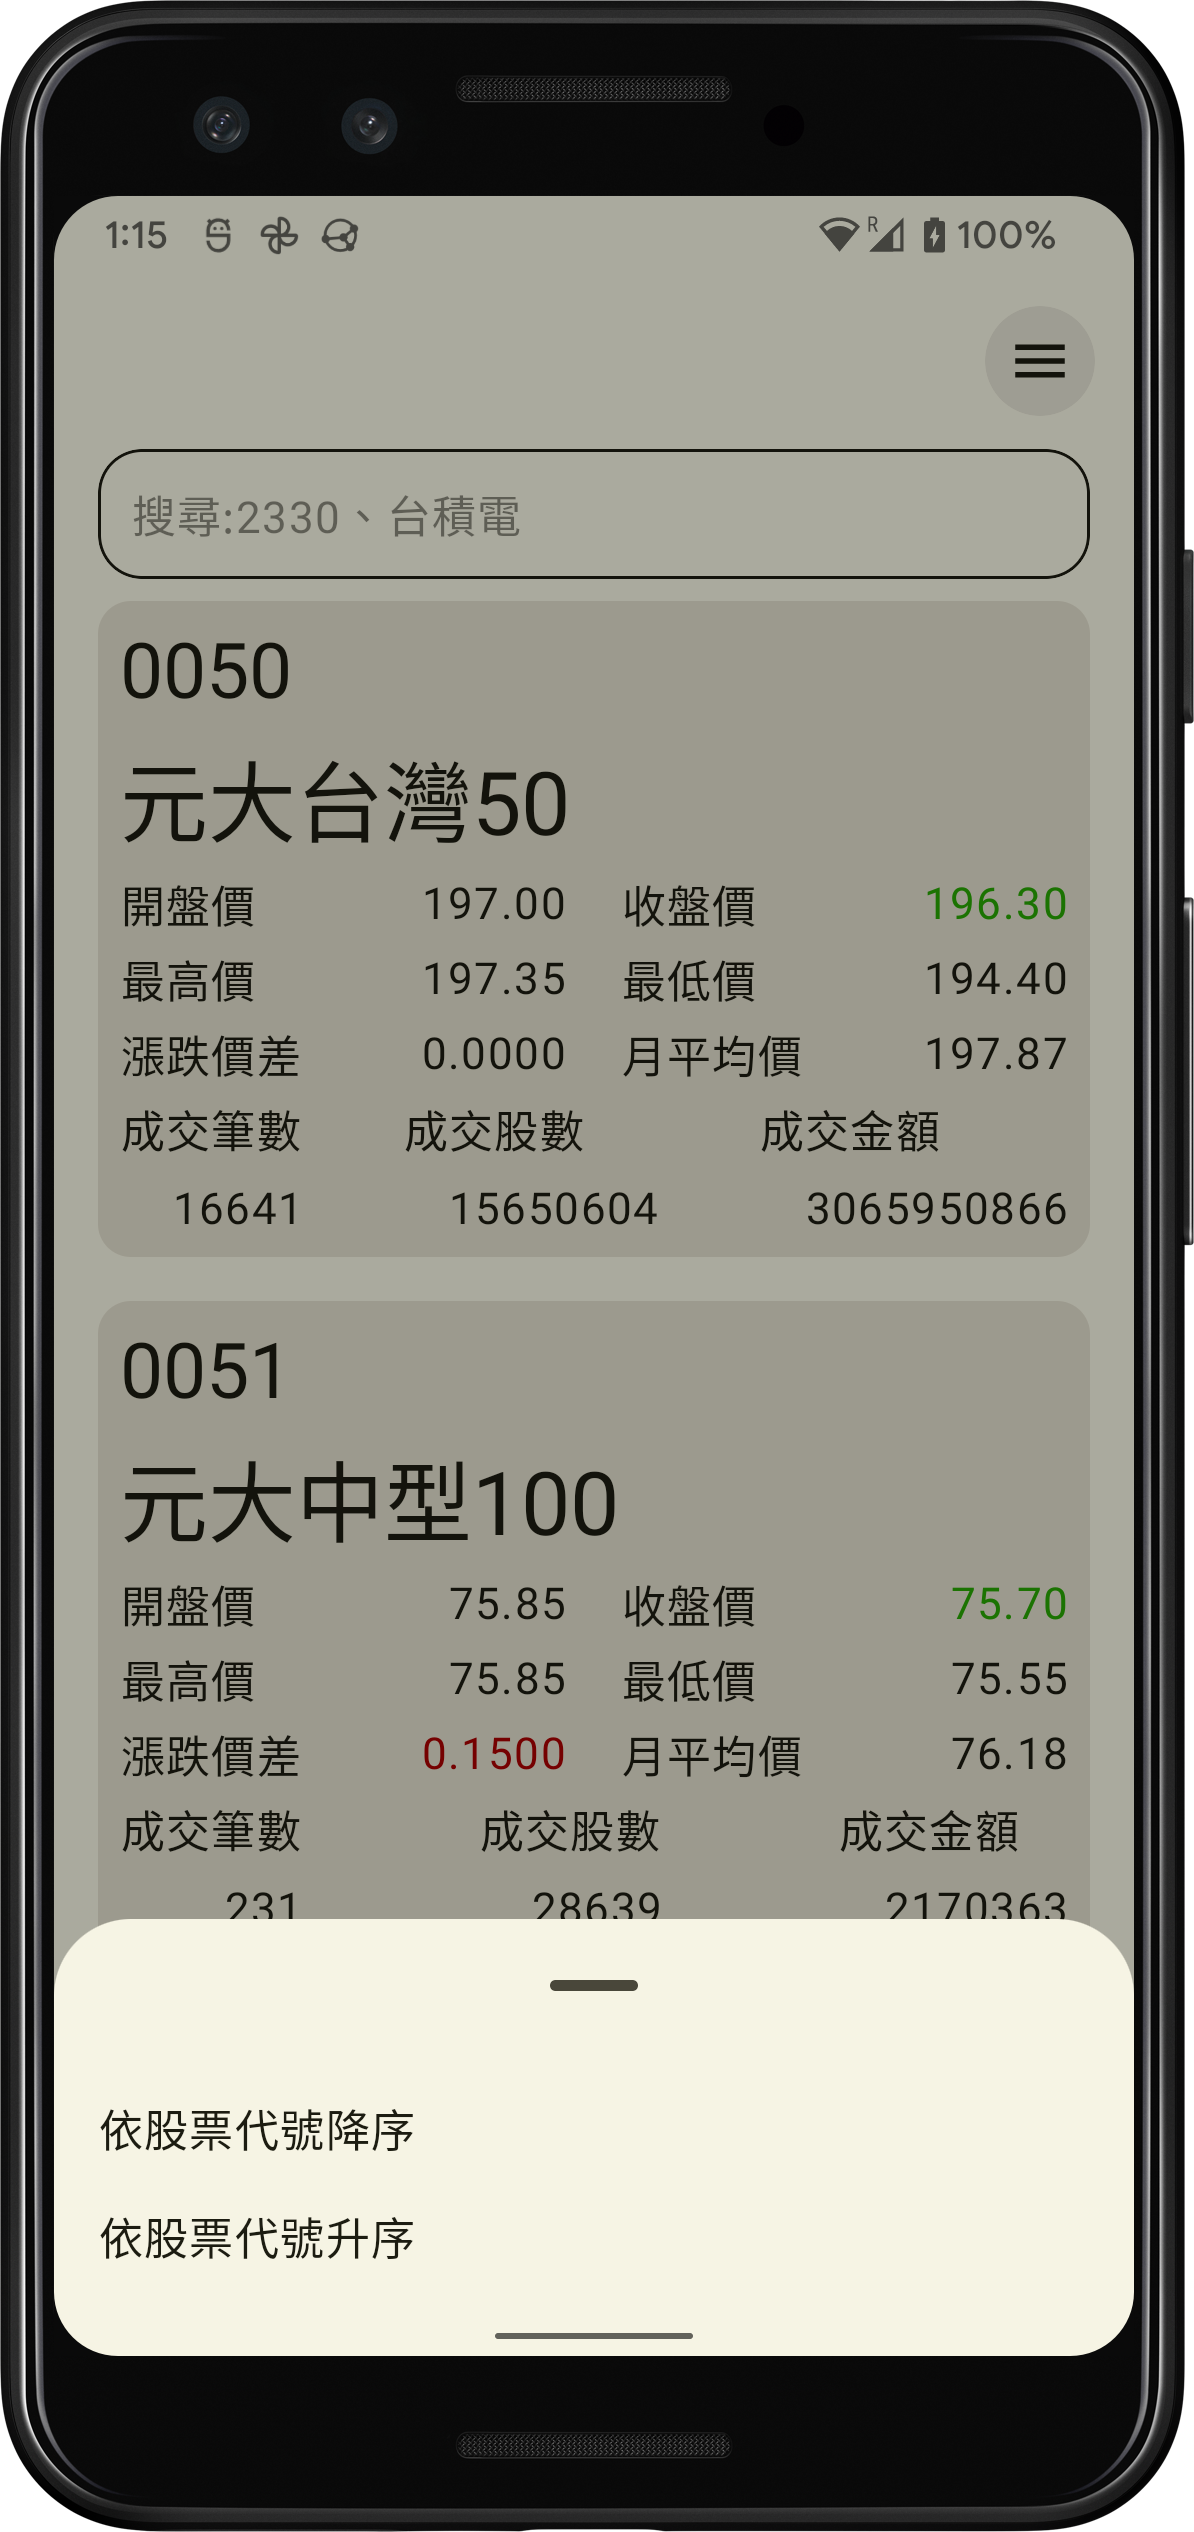 1:15 R 100%
搜尋:2330、台積電
0050
元大台灣50
開盤價 197.00 收盤價 196.30
最高價 197.35 最低價 194.40
漲跌價差 0.0000 月平均價 197.87
成交筆數 成交股數 成交金額
16641 15650604 3065950866
0051
元大中型100
開盤價 75.85 收盤價 75.70
最高價 75.85 最低價 75.55
漲跌價差 0.1500 月平均價 76.18
成交筆數 成交股數 成交金額
231 28639 2170363
依股票代號降序
依股票代號升序